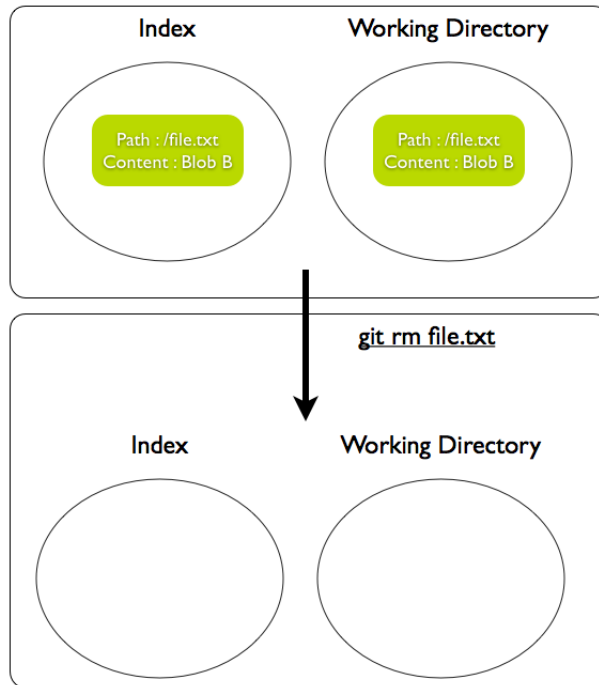 Index
Working Directory
Path : /file.txt
Content : Blob B
Path : /file.txt
Content : Blob B
git rm file.txt
Index
Working Directory